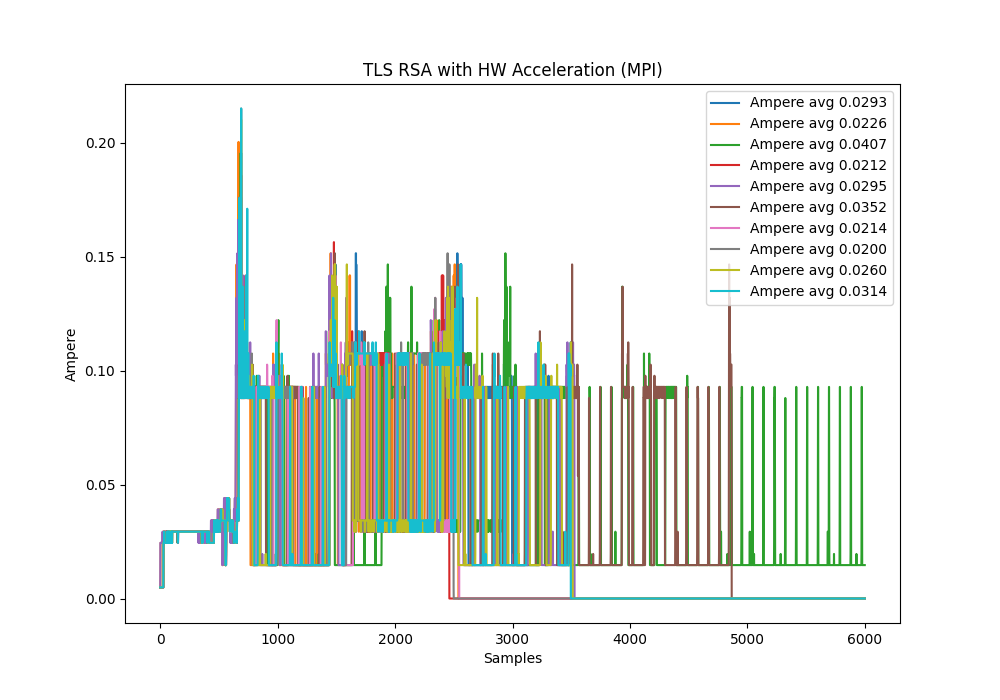 TLS RSA with HW Acceleration (MPI)
Ampere avg 0.0293
Ampere avg 0.0226
Ampere avg 0.0407
Ampere avg 0.0212
Ampere avg 0.0295
Ampere avg 0.0352
Ampere avg 0.0214
Ampere avg 0.0200
Ampere avg 0.0260
Ampere avg 0.0314
0.20
0.15
0.10
0.05
0.00
Ampere
0 1000 2000 3000 4000 5000 6000
Samples